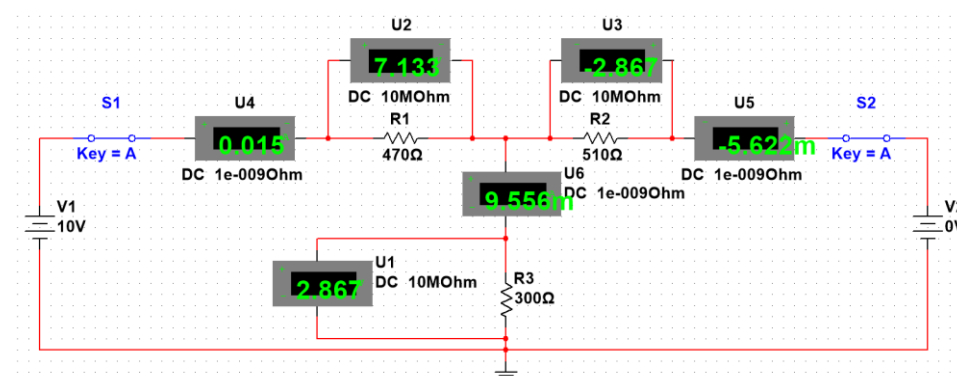 U2
7.133
DC 10MOhm
U3
-2.867
DC 10MOhm
S1
Key = A
U4
0.015
DC 1e-009Ohm
R1
470Ω
R2
510Ω
U5
-5.622m
DC 1e-009Ohm
S2
Key = A
U6
9.556m
DC 1e-009Ohm
V1
10V
U1
2.867
DC 10MOhm
R3
300Ω
0V